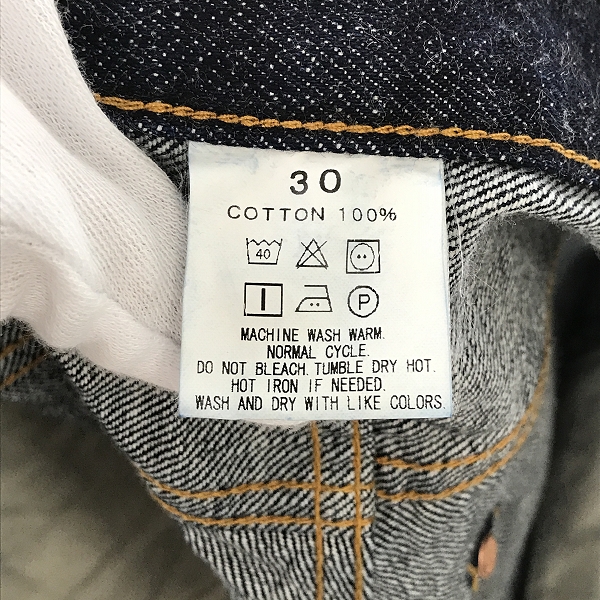 30
COTTON 100%
40
P
MACHINE WASH WARM.
NORMAL CYCLE.
DO NOT BLEACH. TUMBLE DRY HOT.
HOT IRON IF NEEDED.
WASH AND DRY WITH LIKE COLORS.